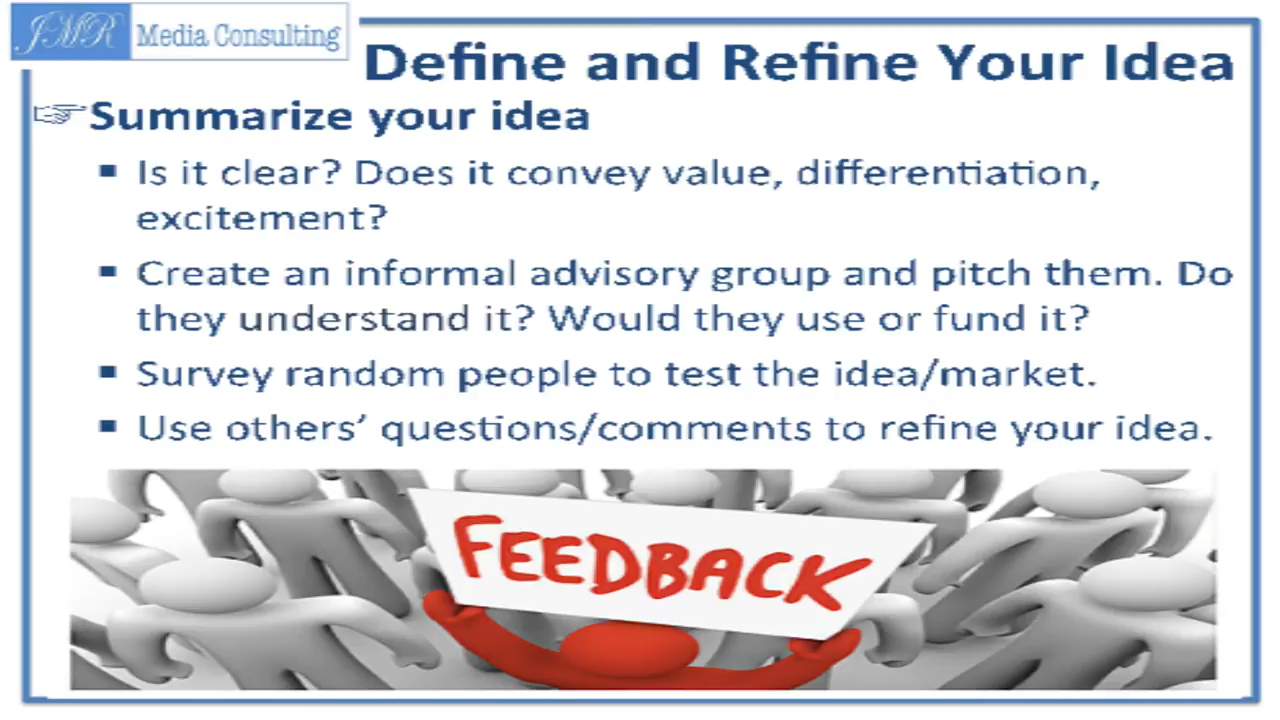 JMR Media Consulting
Define and Refine Your Idea
Summarize your idea
Is it clear? Does it convey value, differentiation,
excitement?
Create an informal advisory group and pitch them. Do
they understand it? Would they use or fund it?
Survey random people to test the idea/market.
Use others’ questions/comments to refine your idea.
FEEDBACK